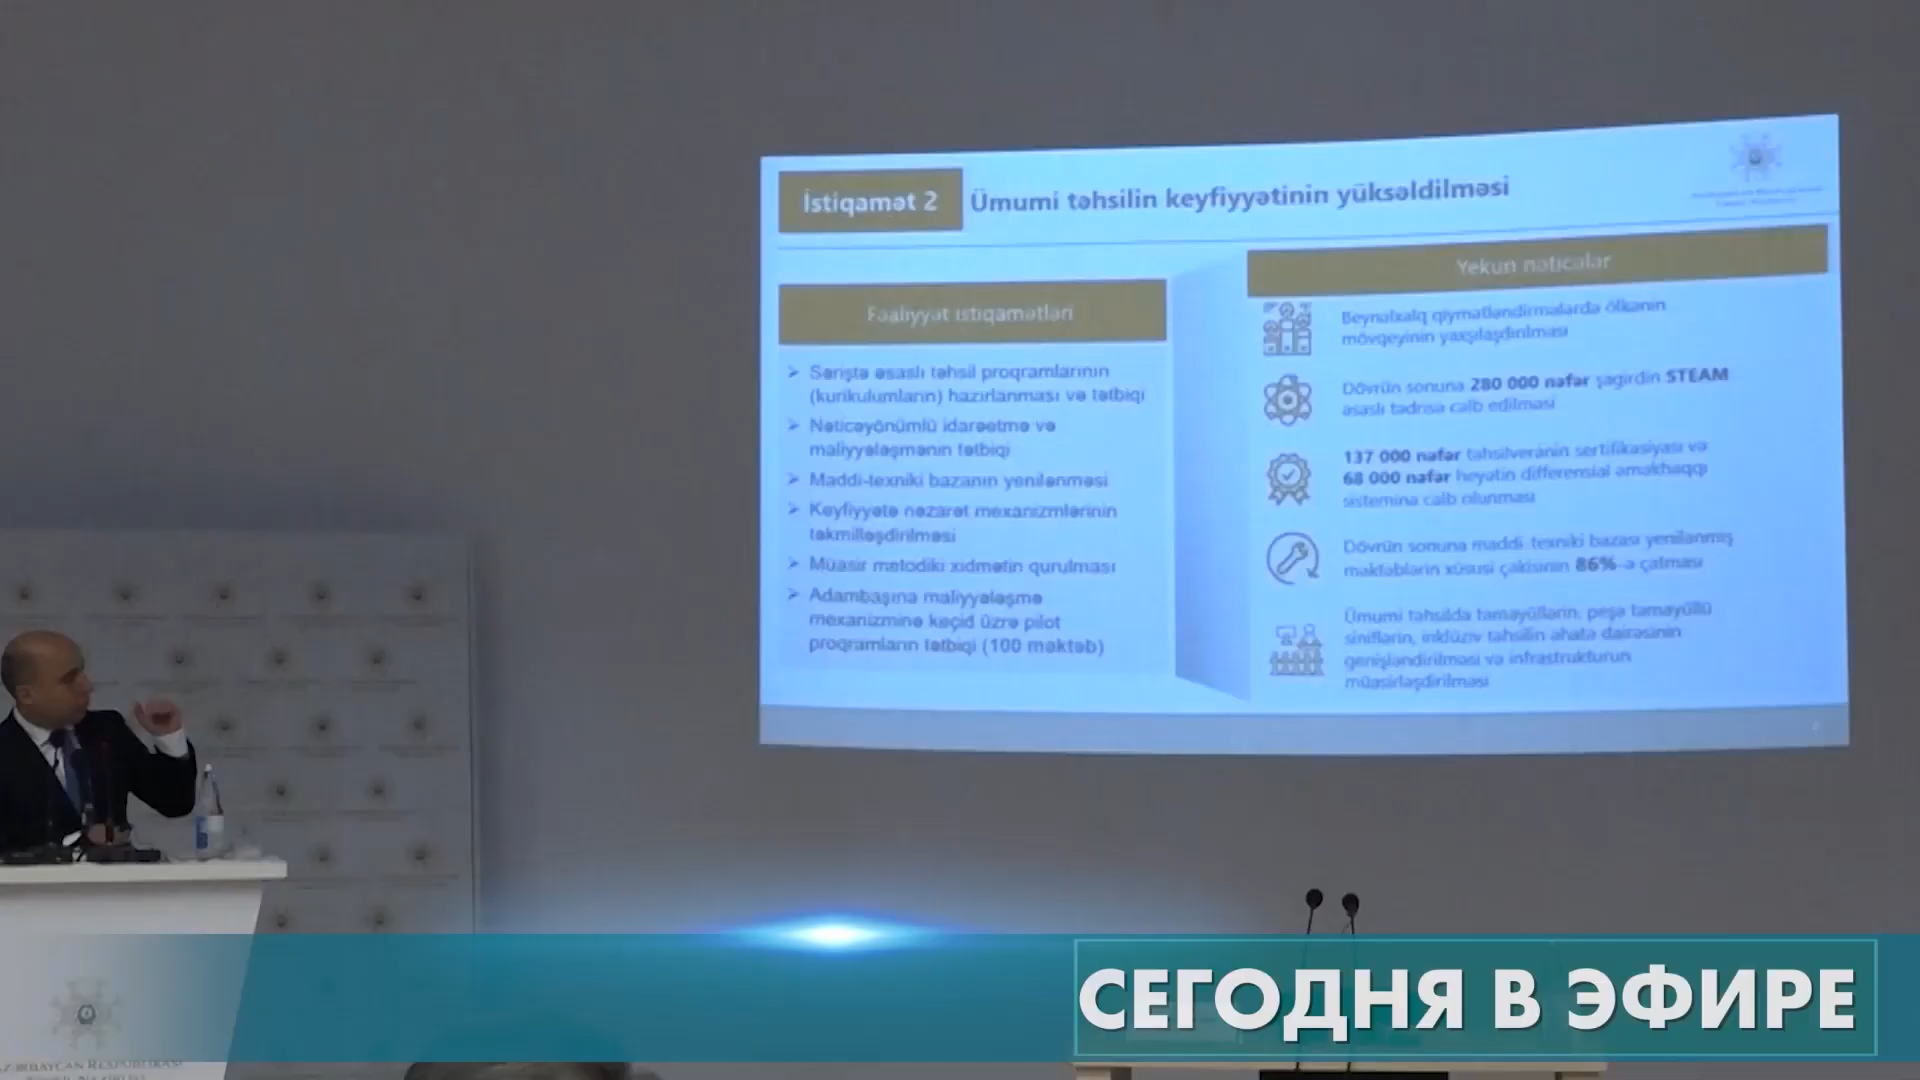 İstiqamət 2
Ümumi təhsilin keyfiyyətinin yüksəldilməsi
Fəaliyyət istiqamətləri
➢ Səriştə əsaslı təhsil proqramlarının
(kurikulumların) hazırlanması və tətbiqi
➢ Nəticəyönümlü idarəetmə və
maliyyələşmənin tətbiqi
➢ Maddi-texniki bazanın yenilənməsi
➢ Keyfiyyətə nəzarət mexanizmlərinin
təkmilləşdirilməsi
➢ Müasir metodiki xidmətin qurulması
➢ Adambaşına maliyyələşmə
mexanizminə keçid üzrə pilot
proqramların tətbiqi (100 məktəb)
Yekun nəticələr
Beynəlxalq qiymətləndirmələrdə ölkənin
mövqeyinin yaxşılaşdırılması
Dövrün sonuna 280 000 nəfər şagirdin STEAM
əsaslı tədrisə cəlb edilməsi
137 000 nəfər təhsilverənin sertifikasiyası və
68 000 nəfər heyətin differensial əməkhaqqı
sisteminə cəlb olunması
Dövrün sonuna maddi-texniki bazası yenilənmiş
məktəblərin xüsusi çəkisinin 86%-ə çatması
Ümumi təhsildə təmayüllərin, peşə təmayüllü
siniflərin, inklüziv təhsilin əhatə dairəsinin
genişləndirilməsi və infrastrukturun
müasirləşdirilməsi
СЕГОДНЯ В ЭФИРЕ